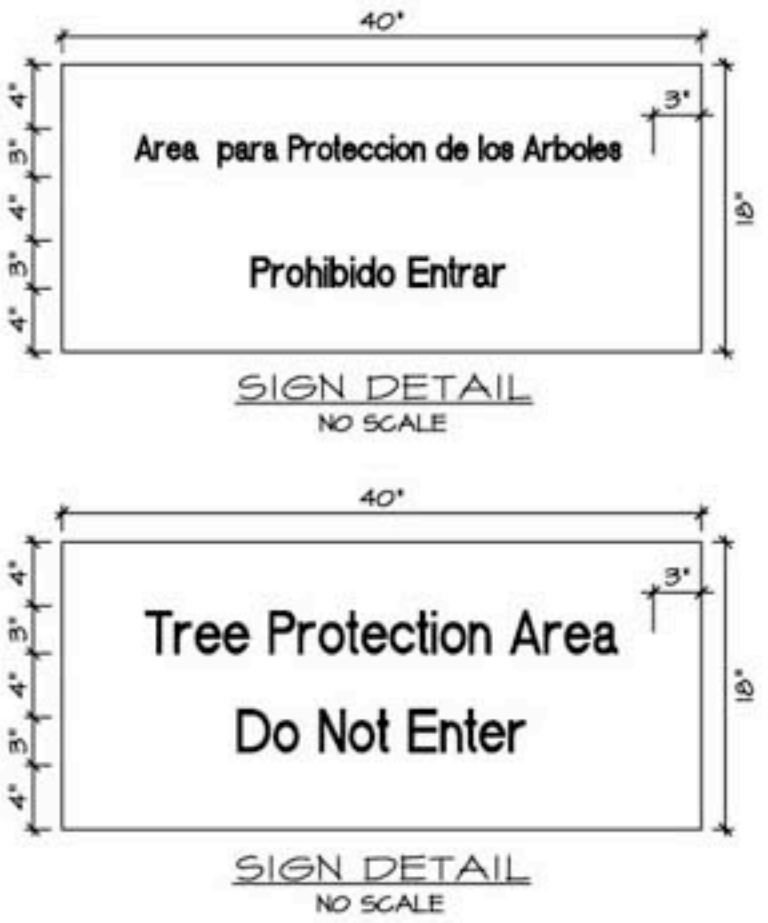 40"
4"
3"
Area para Proteccion de los Arboles
3"
4"
18"
3"
Prohibido Entrar
4"
SIGN DETAIL
NO SCALE
40"
4"
3"
3"
Tree Protection Area
4"
18"
3"
Do Not Enter
4"
SIGN DETAIL
NO SCALE